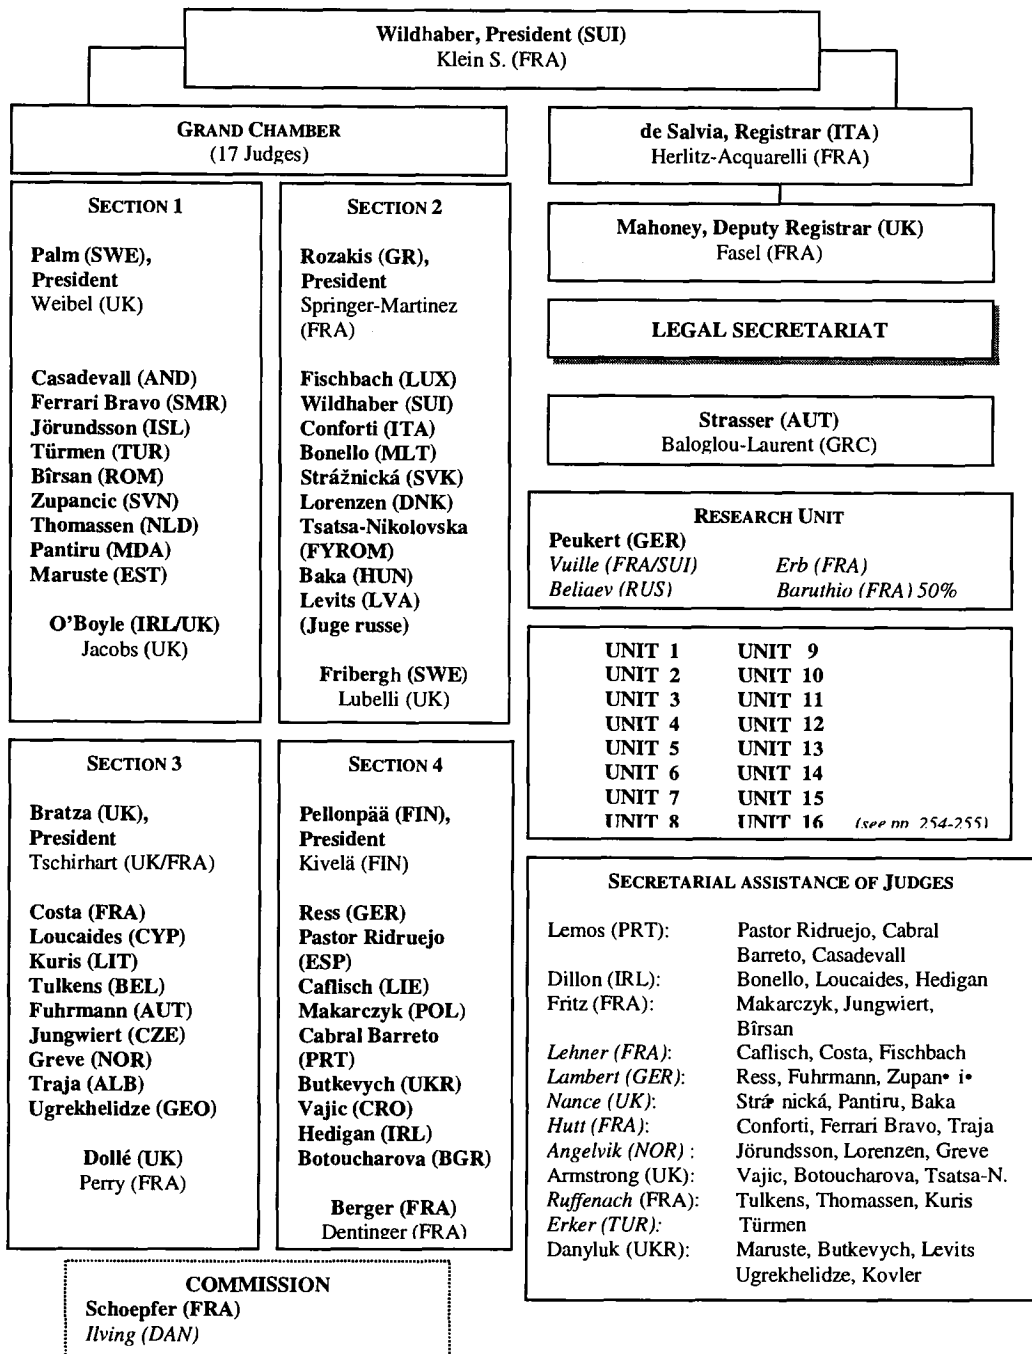 Wildhaber, President (SUI)
Klein S. (FRA)
GRAND CHAMBER
(17 Judges)
SECTION 1
Palm (SWE),
President
Weibel (UK)
Casadevall (AND)
Ferrari Bravo (SMR)
Jörundsson (ISL)
Türmen (TUR)
Bîrsan (ROM)
Zupancic (SVN)
Thomassen (NLD)
Pantiru (MDA)
Maruste (EST)
O'Boyle (IRL/UK)
Jacobs (UK)
SECTION 2
Rozakis (GR),
President
Springer-Martinez
(FRA)
Fischbach (LUX)
Wildhaber (SUI)
Conforti (ITA)
Bonello (MLT)
Strážnická (SVK)
Lorenzen (DNK)
Tsatsa-Nikolovska
(FYROM)
Baka (HUN)
Levits (LVA)
(Juge russe)
Fribergh (SWE)
Lubelli (UK)
SECTION 3
Bratza (UK),
President
Tschirhart (UK/FRA)
Costa (FRA)
Loucaides (CYP)
Kuris (LIT)
Tulkens (BEL)
Fuhrmann (AUT)
Jungwiert (CZE)
Greve (NOR)
Traja (ALB)
Ugrekhelidze (GEO)
Dollé (UK)
Perry (FRA)
SECTION 4
Pellonpää (FIN),
President
Kivelä (FIN)
Ress (GER)
Pastor Ridruejo
(ESP)
Caflisch (LIE)
Makarczyk (POL)
Cabral Barreto
(PRT)
Butkevych (UKR)
Vajic (CRO)
Hedigan (IRL)
Botoucharova (BGR)
Berger (FRA)
Dentinger (FRA)
COMMISSION
Schoepfer (FRA)
Ilving (DAN)
de Salvia, Registrar (ITA)
Herlitz-Acquarelli (FRA)
Mahoney, Deputy Registrar (UK)
Fasel (FRA)
LEGAL SECRETARIAT
Strasser (AUT)
Baloglou-Laurent (GRC)
RESEARCH UNIT
Peukert (GER)
Vuille (FRA/SUI) Erb (FRA)
Beliaev (RUS) Baruthio (FRA) 50%
UNIT 1 UNIT 9
UNIT 2 UNIT 10
UNIT 3 UNIT 11
UNIT 4 UNIT 12
UNIT 5 UNIT 13
UNIT 6 UNIT 14
UNIT 7 UNIT 15
UNIT 8 UNIT 16 (see pp. 254-255)
SECRETARIAL ASSISTANCE OF JUDGES
Lemos (PRT): Pastor Ridruejo, Cabral
Barreto, Casadevall
Dillon (IRL): Bonello, Loucaides, Hedigan
Fritz (FRA): Makarczyk, Jungwiert,
Bîrsan
Lehner (FRA): Caflisch, Costa, Fischbach
Lambert (GER): Ress, Fuhrmann, Zupan• i•
Nance (UK): Strá• nická, Pantiru, Baka
Hutt (FRA): Conforti, Ferrari Bravo, Traja
Angelvik (NOR) : Jörundsson, Lorenzen, Greve
Armstrong (UK): Vajic, Botoucharova, Tsatsa-N.
Ruffenach (FRA): Tulkens, Thomassen, Kuris
Erker (TUR): Türmen
Danyluk (UKR): Maruste, Butkevych, Levits
Ugrekhelidze, Kovler